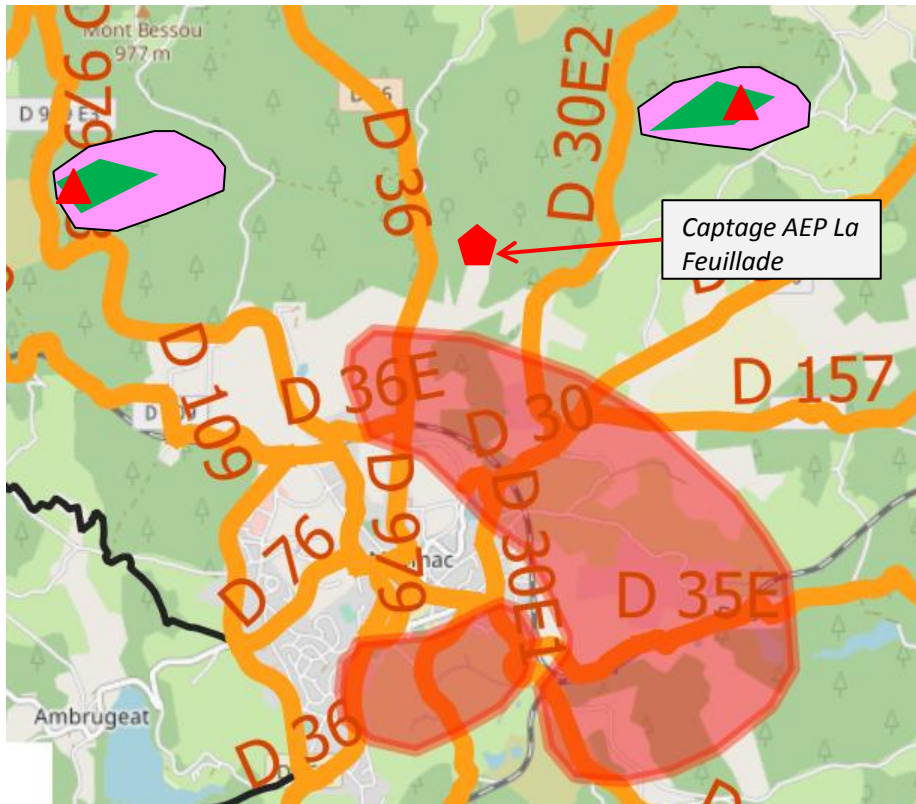 Mont Bessou
977 m
D 979
D 36
D 30E2
Captage AEP La
Feuillade
D 36E
D 157
D 109
D 30
D 979
D 76
D 30E1
D 35E
Ambrugeat
D 36